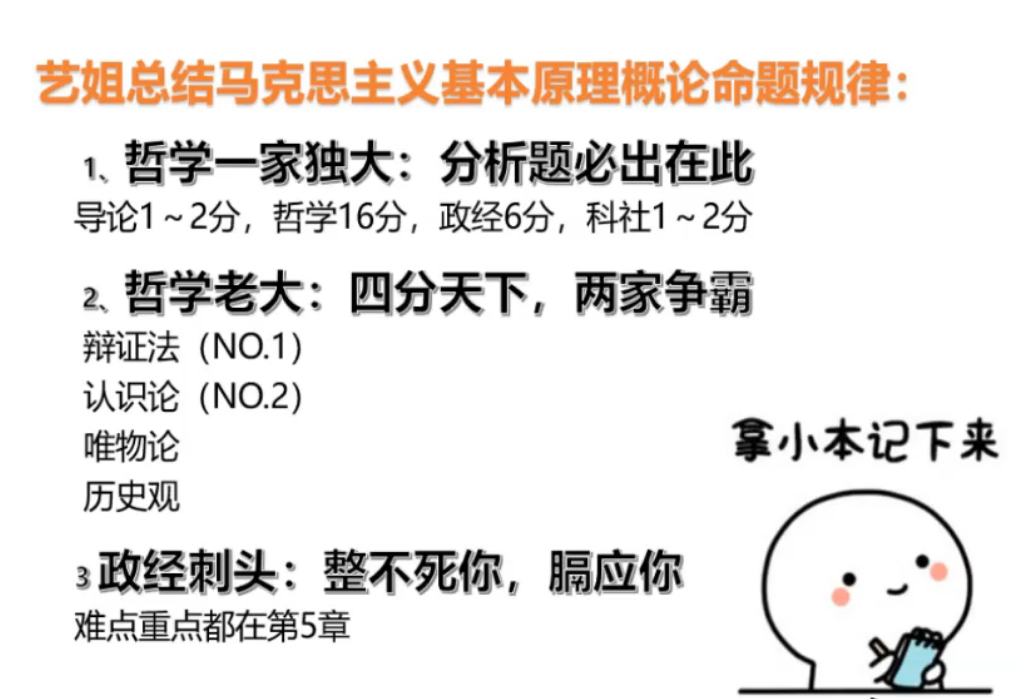 艺姐总结马克思主义基本原理概论命题规律：
1、哲学一家独大：分析题必出在此
导论1～2分，哲学16分，政经6分，科社1～2分
2、哲学老大：四分天下，两家争霸
辩证法（NO.1）
认识论（NO.2）
唯物论
历史观
拿小本记下来
3 政经刺头：整不死你，膈应你
难点重点都在第5章